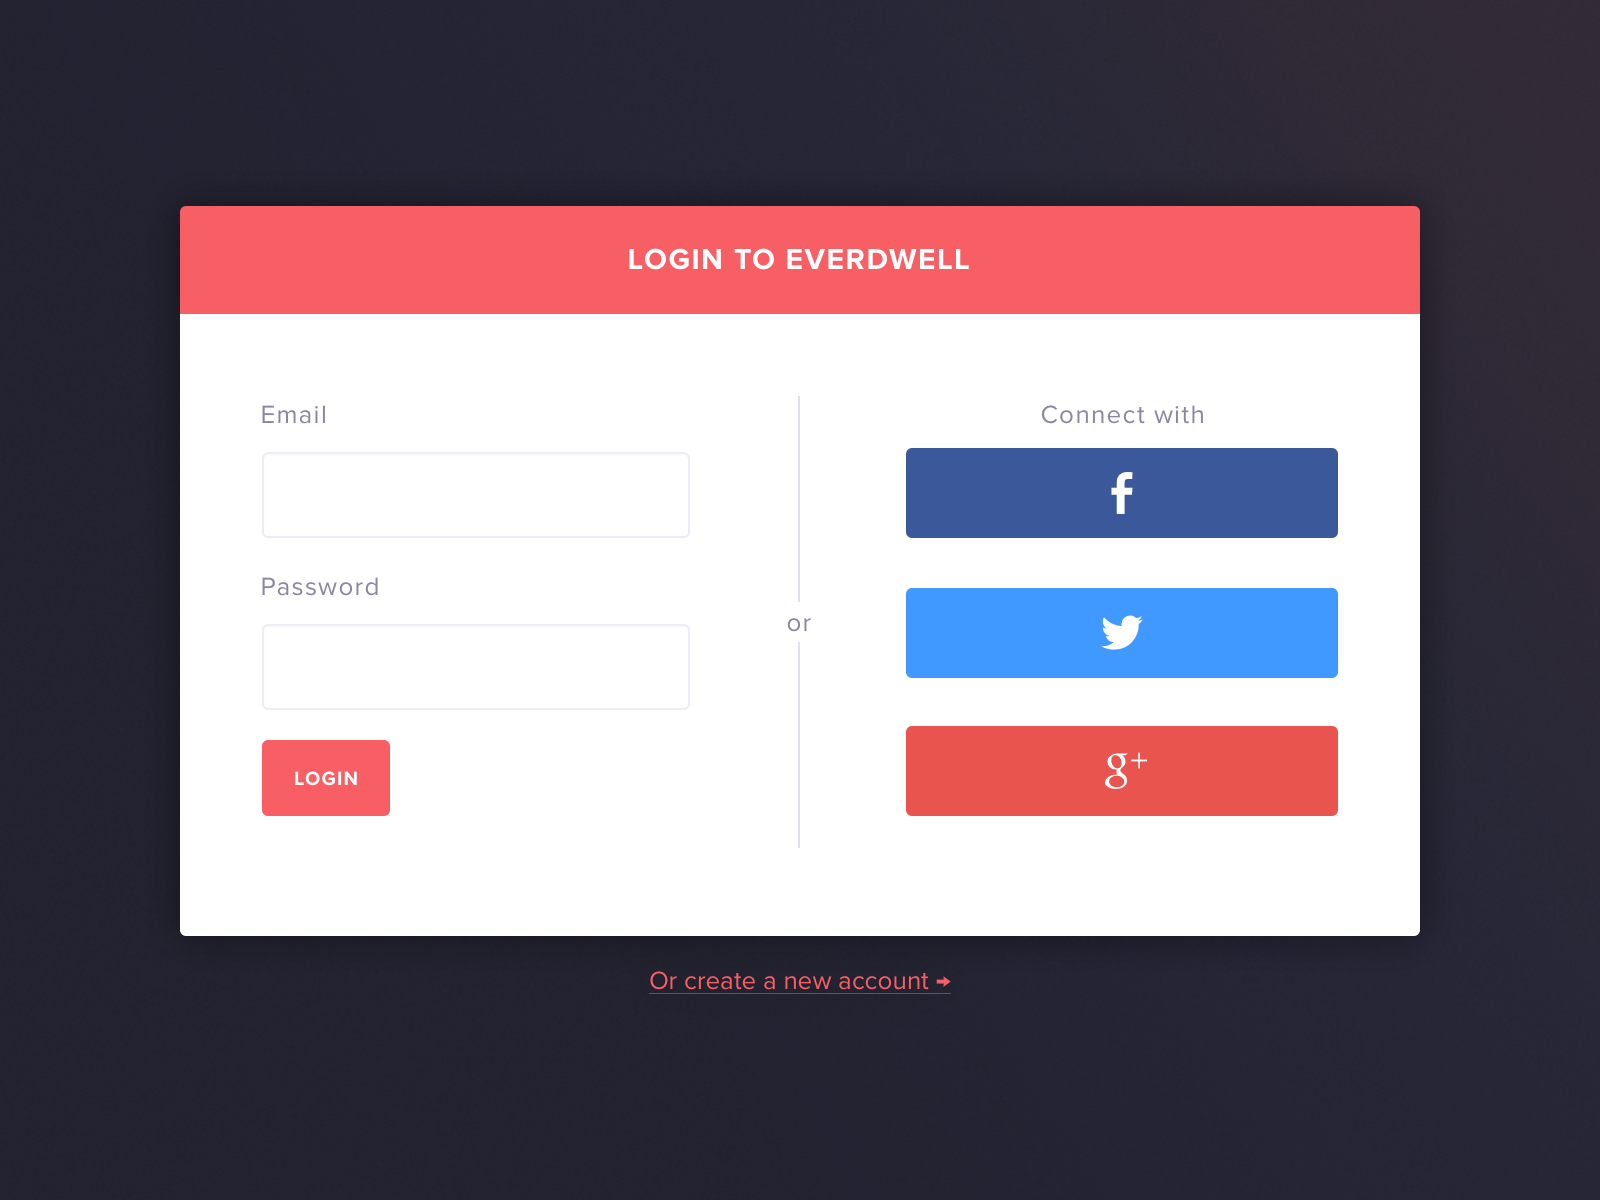 LOGIN TO EVERDWELL
Email
Password
LOGIN
or
Connect with
f
g+
Or create a new account ➡